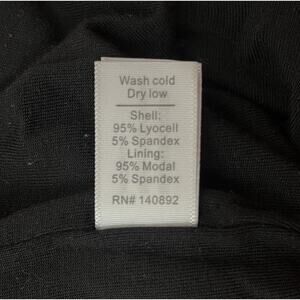 Wash cold
Dry low
Shell:
95% Lyocell
5% Spandex
Lining:
95% Modal
5% Spandex
RN# 140892